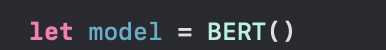 let model = BERT()